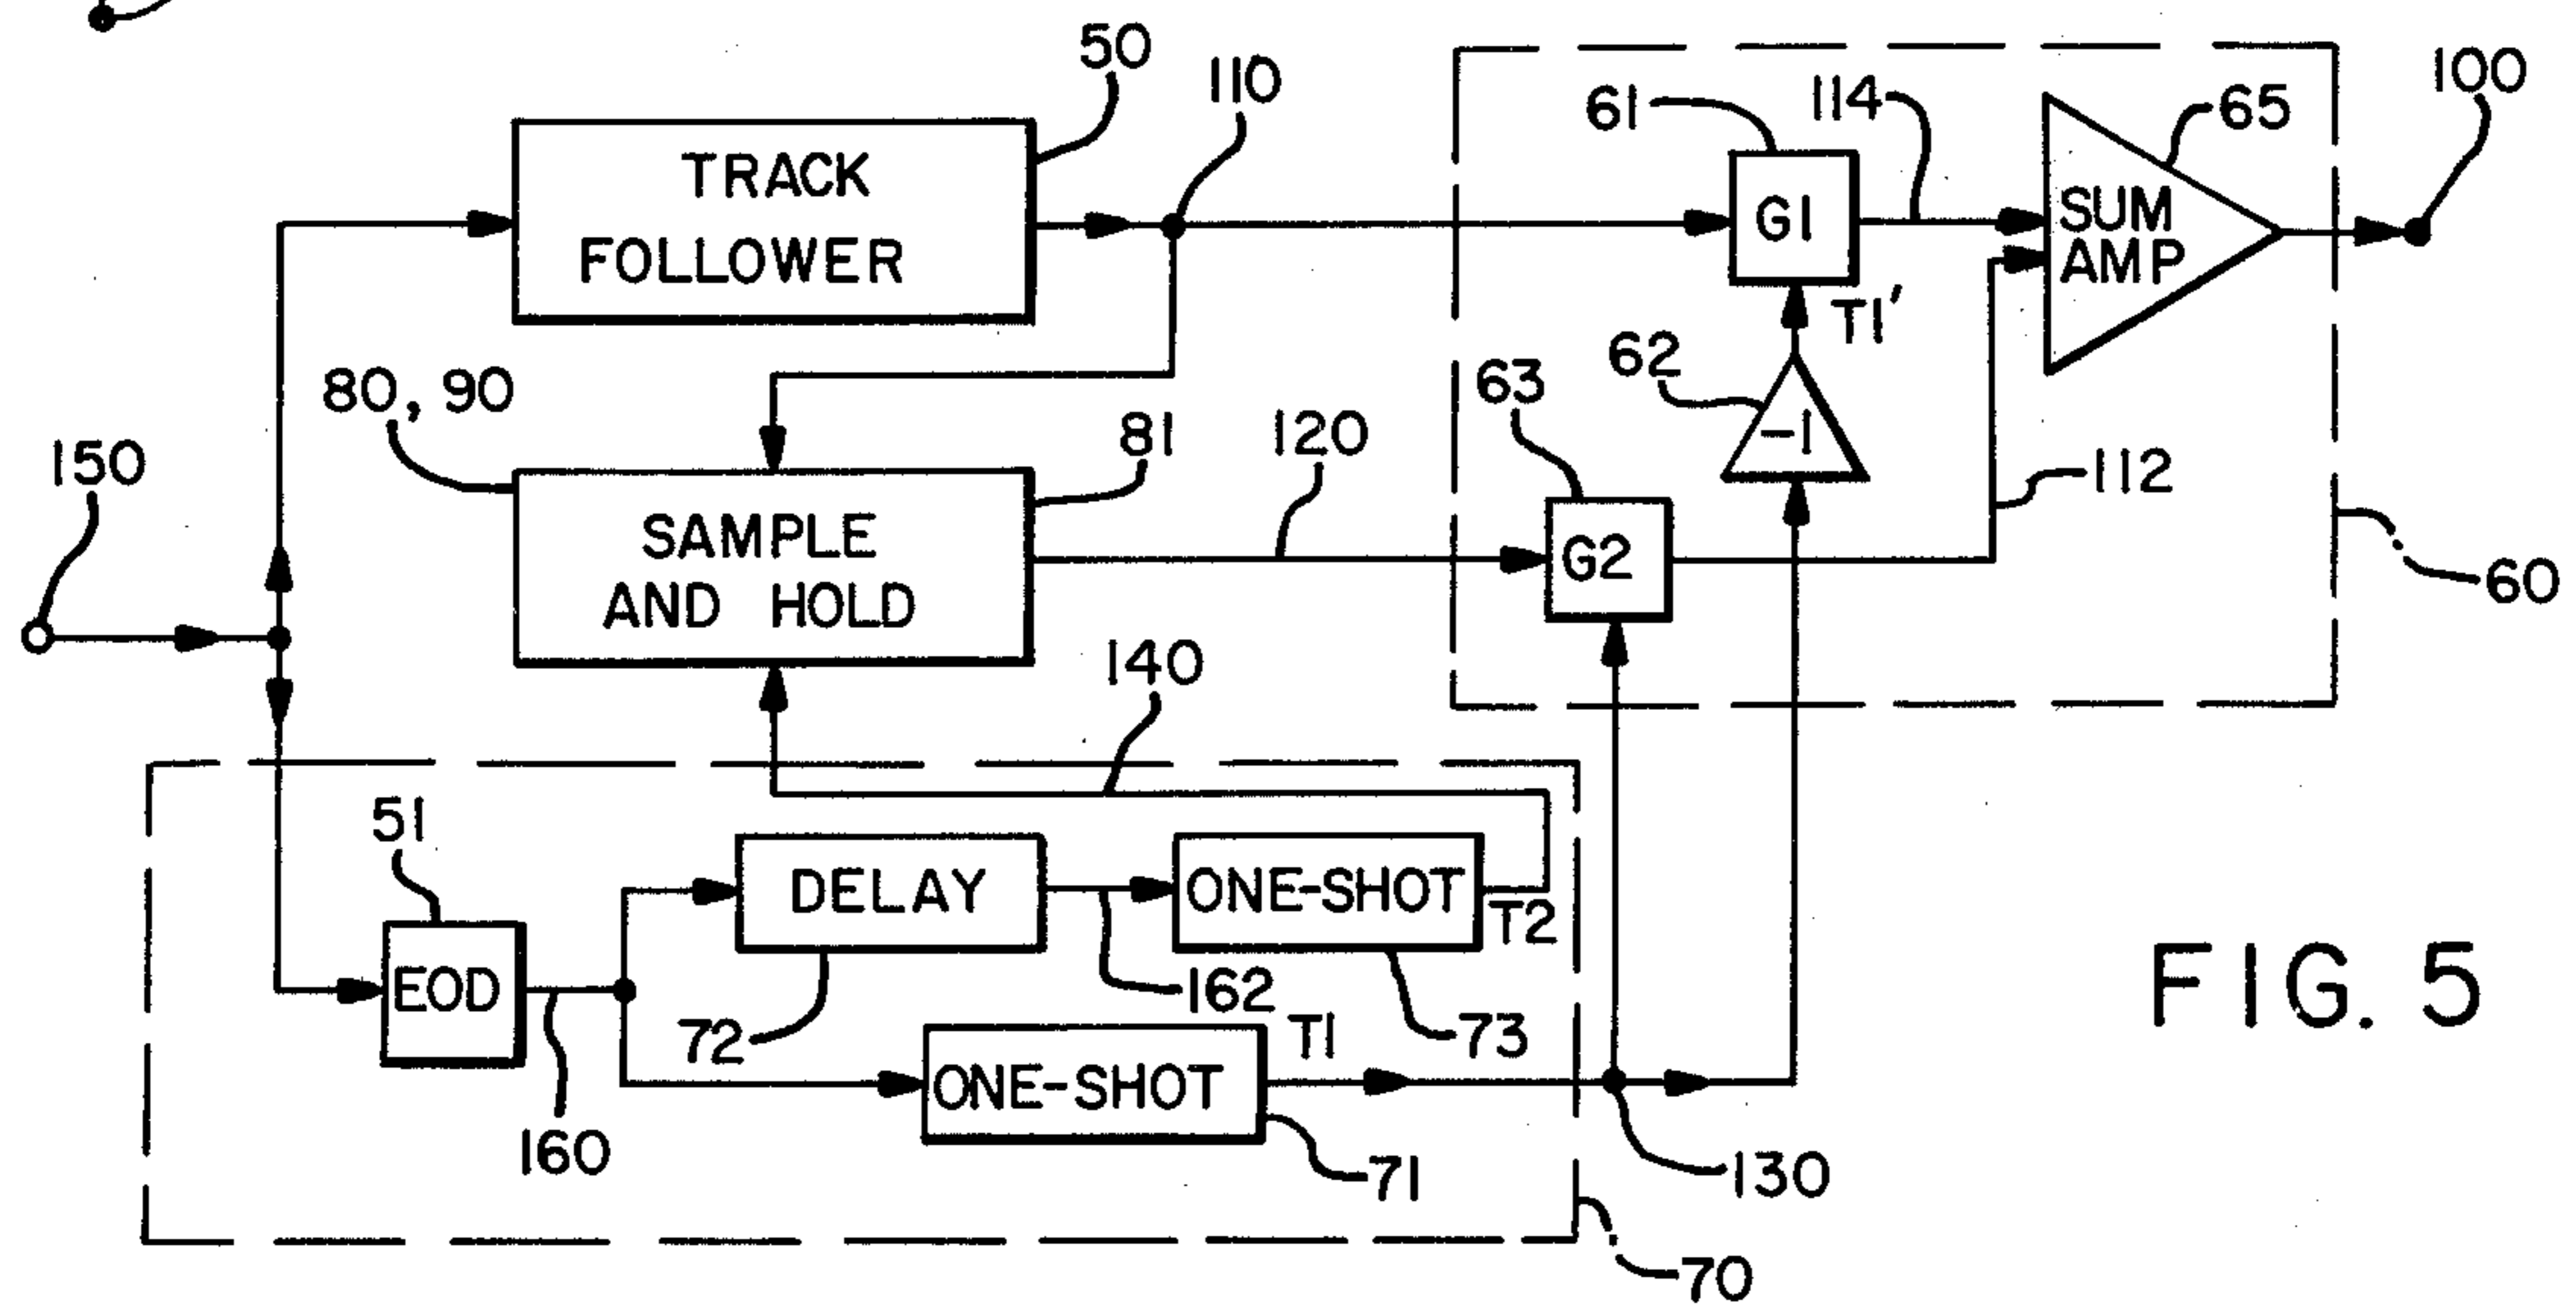 50
110
100
61
114
65
TRACK
FOLLOWER
G1
SUM
AMP
T1'
80, 90
62
63
-1
150
81
120
112
SAMPLE
AND HOLD
G2
60
140
51
DELAY
ONE-SHOT
T2
EOD
162
72
T1
73
FIG. 5
ONE-SHOT
160
71
130
70